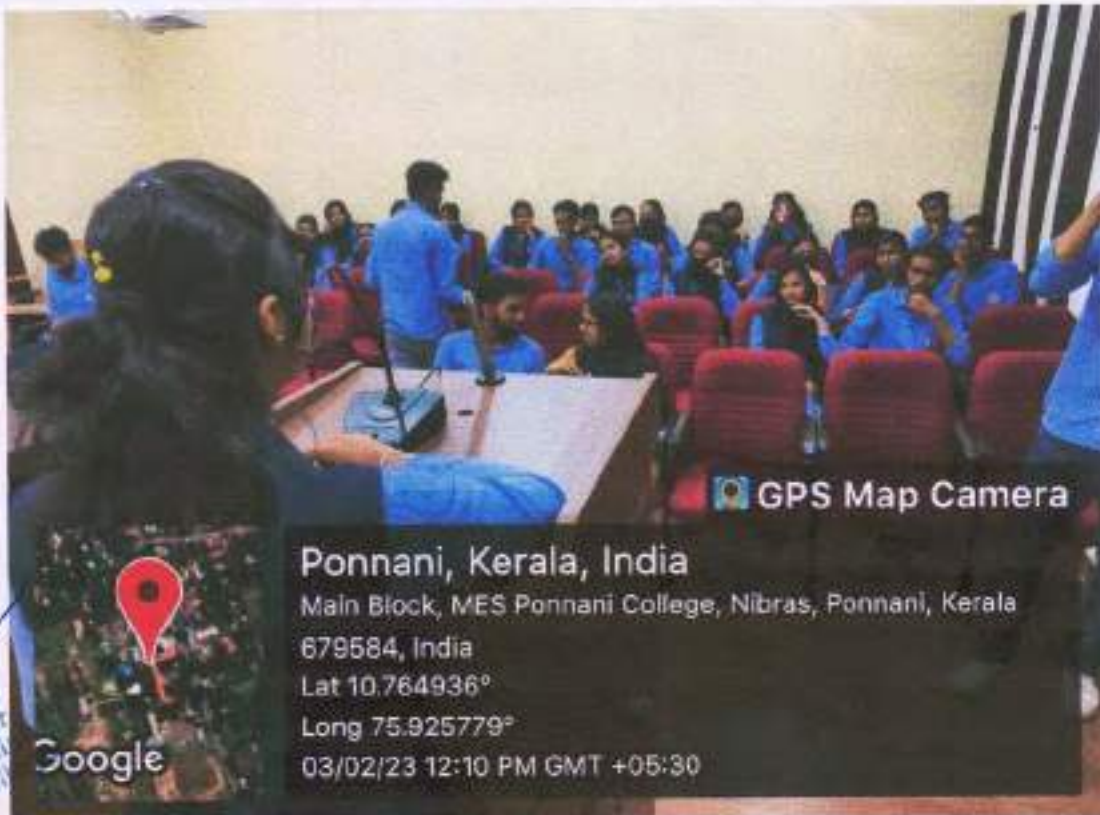 GPS Map Camera
Ponnani, Kerala, India
Main Block, MES Ponnani College, Nibras, Ponnani, Kerala
679584, India
Lat 10.764936°
Long 75.925779°
03/02/23 12:10 PM GMT +05:30
Google